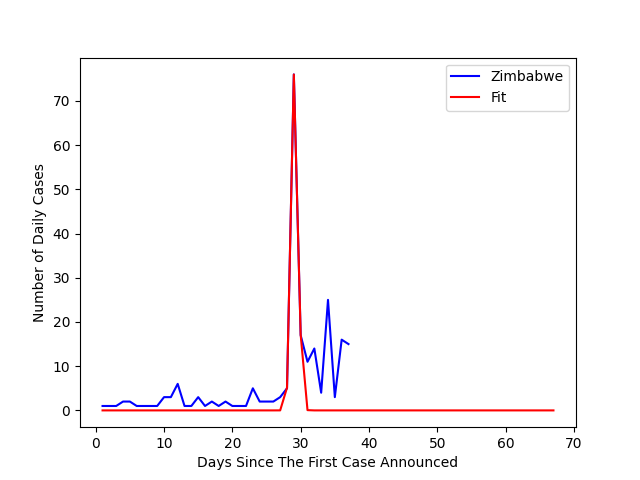 Zimbabwe
Fit
Number of Daily Cases
70
60
50
40
30
20
10
0
0 10 20 30 40 50 60 70
Days Since The First Case Announced